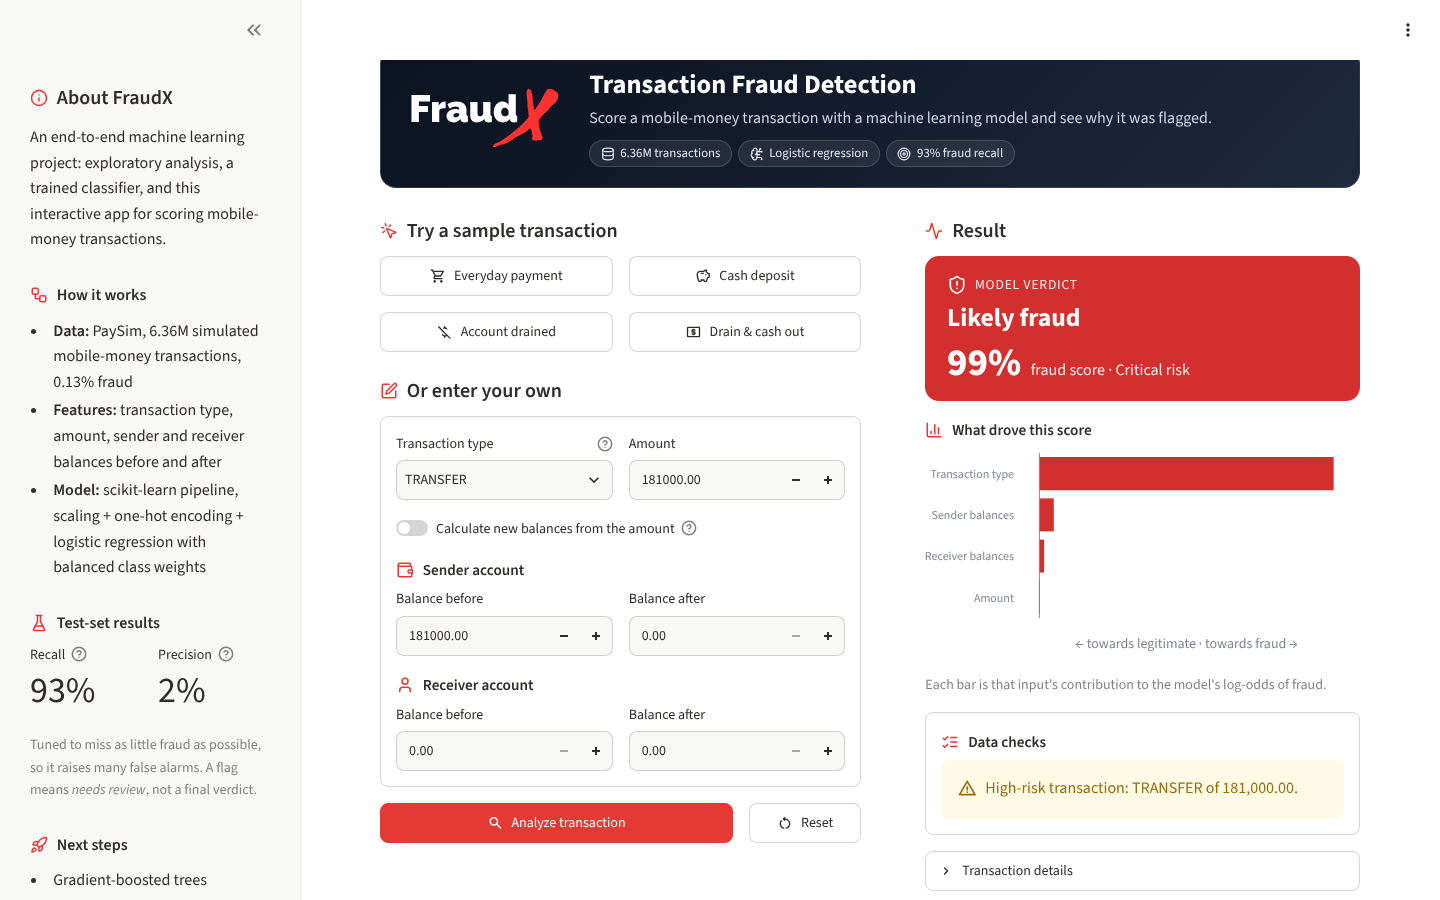 About FraudX
An end-to-end machine learning
project: exploratory analysis, a
trained classifier, and this
interactive app for scoring mobile-
money transactions.
How it works
• Data: PaySim, 6.36M simulated
mobile-money transactions,
0.13% fraud
• Features: transaction type,
amount, sender and receiver
balances before and after
• Model: scikit-learn pipeline,
scaling + one-hot encoding +
logistic regression with
balanced class weights
Test-set results
Recall Precision
93% 2%
Tuned to miss as little fraud as possible,
so it raises many false alarms. A flag
means needs review, not a final verdict.
Next steps
• Gradient-boosted trees
FraudX
Transaction Fraud Detection
Score a mobile-money transaction with a machine learning model and see why it was flagged.
6.36M transactions Logistic regression 93% fraud recall
Try a sample transaction
Everyday payment Cash deposit
Account drained Drain & cash out
Or enter your own
Transaction type Amount
TRANSFER 181000.00
Calculate new balances from the amount
Sender account
Balance before Balance after
181000.00 0.00
Receiver account
Balance before Balance after
0.00 0.00
Analyze transaction Reset
Result
MODEL VERDICT
Likely fraud
99% fraud score · Critical risk
What drove this score
Transaction type
Sender balances
Receiver balances
Amount
← towards legitimate · towards fraud →
Each bar is that input's contribution to the model's log-odds of fraud.
Data checks
High-risk transaction: TRANSFER of 181,000.00.
Transaction details